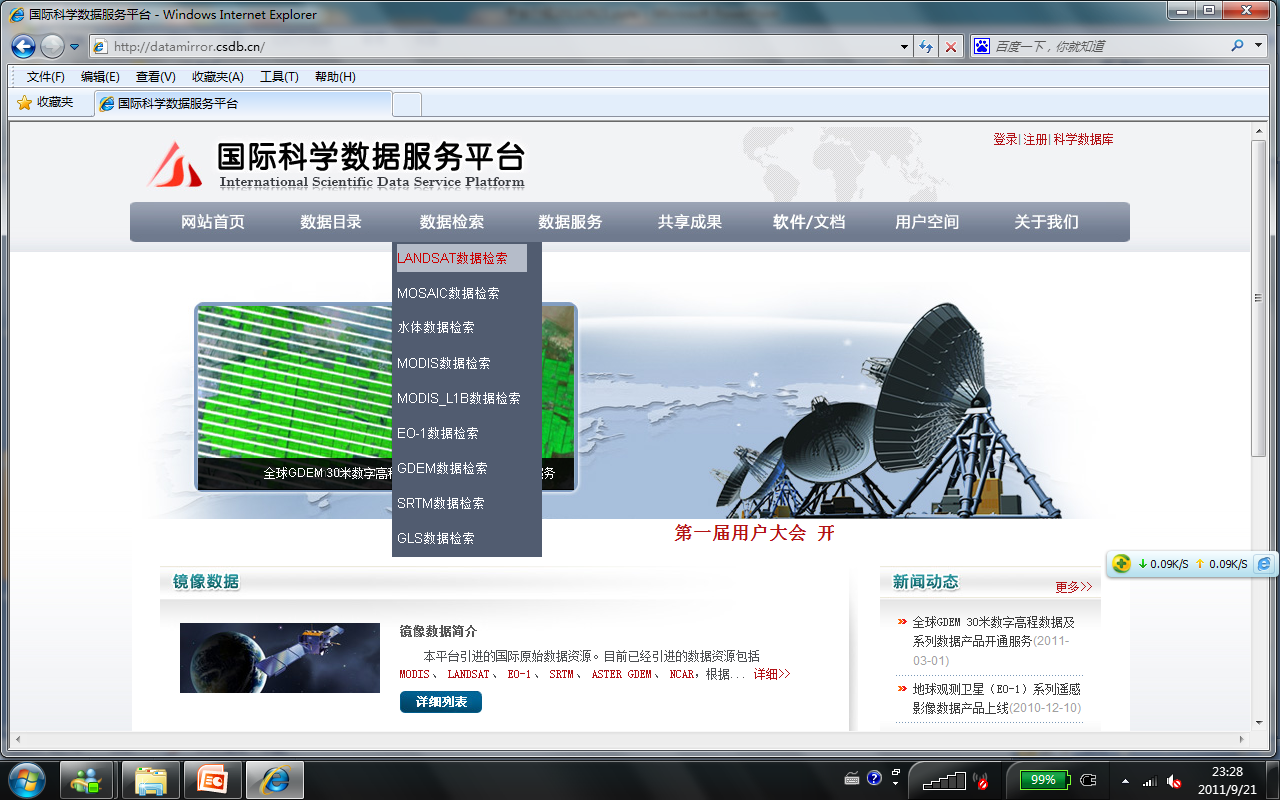 国际科学数据服务平台 - Windows Internet Explorer
http://datamirror.csdb.cn/
百度一下，你就知道
文件(F) 编辑(E) 查看(V) 收藏夹(A) 工具(T) 帮助(H)
收藏夹 国际科学数据服务平台
登录| 注册| 科学数据库
国际科学数据服务平台
International Scientific Data Service Platform
网站首页 数据目录 数据检索 数据服务 共享成果 软件/文档 用户空间 关于我们
LANDSAT数据检索
MOSAIC数据检索
水体数据检索
MODIS数据检索
MODIS_L1B数据检索
EO-1数据检索
GDEM数据检索
SRTM数据检索
GLS数据检索
全球GDEM 30米数字高 务
第一届用户大会 开
0.09K/S 0.09K/S
镜像数据
镜像数据简介
本平台引进的国际原始数据资源。目前已经引进的数据资源包括
MODIS 、 LANDSAT 、 EO-1 、 SRTM 、 ASTER GDEM 、 NCAR，根据... 详细>>
详细列表
新闻动态
更多>>
全球GDEM 30米数字高程数据及
系列数据产品开通服务(2011-
03-01)
地球观测卫星（EO-1）系列遥感
影像数据产品上线(2010-12-10)
99%
23:28
2011/9/21